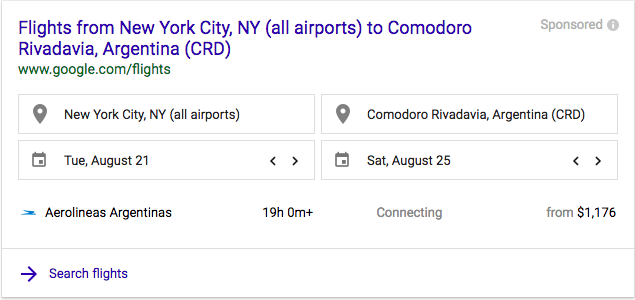 Flights from New York City, NY (all airports) to Comodoro
Rivadavia, Argentina (CRD)
Sponsored
www.google.com/flights
New York City, NY (all airports)
Comodoro Rivadavia, Argentina (CRD)
Tue, August 21
Sat, August 25
Aerolineas Argentinas 19h 0m+ Connecting from $1,176
Search flights